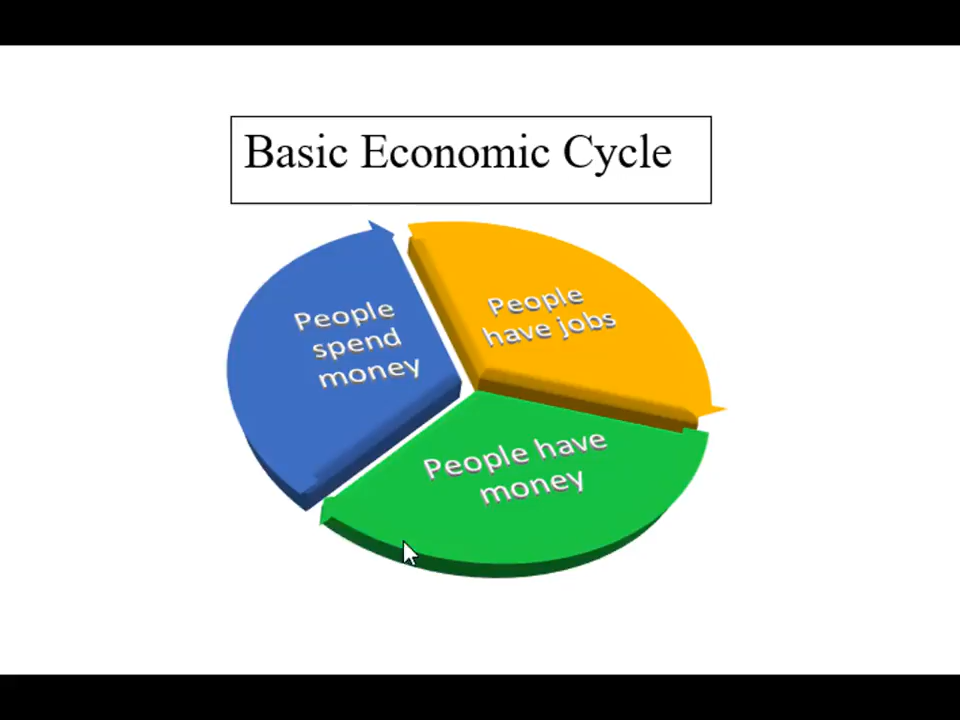 Basic Economic Cycle
People
have jobs
People have
money
People
spend
money